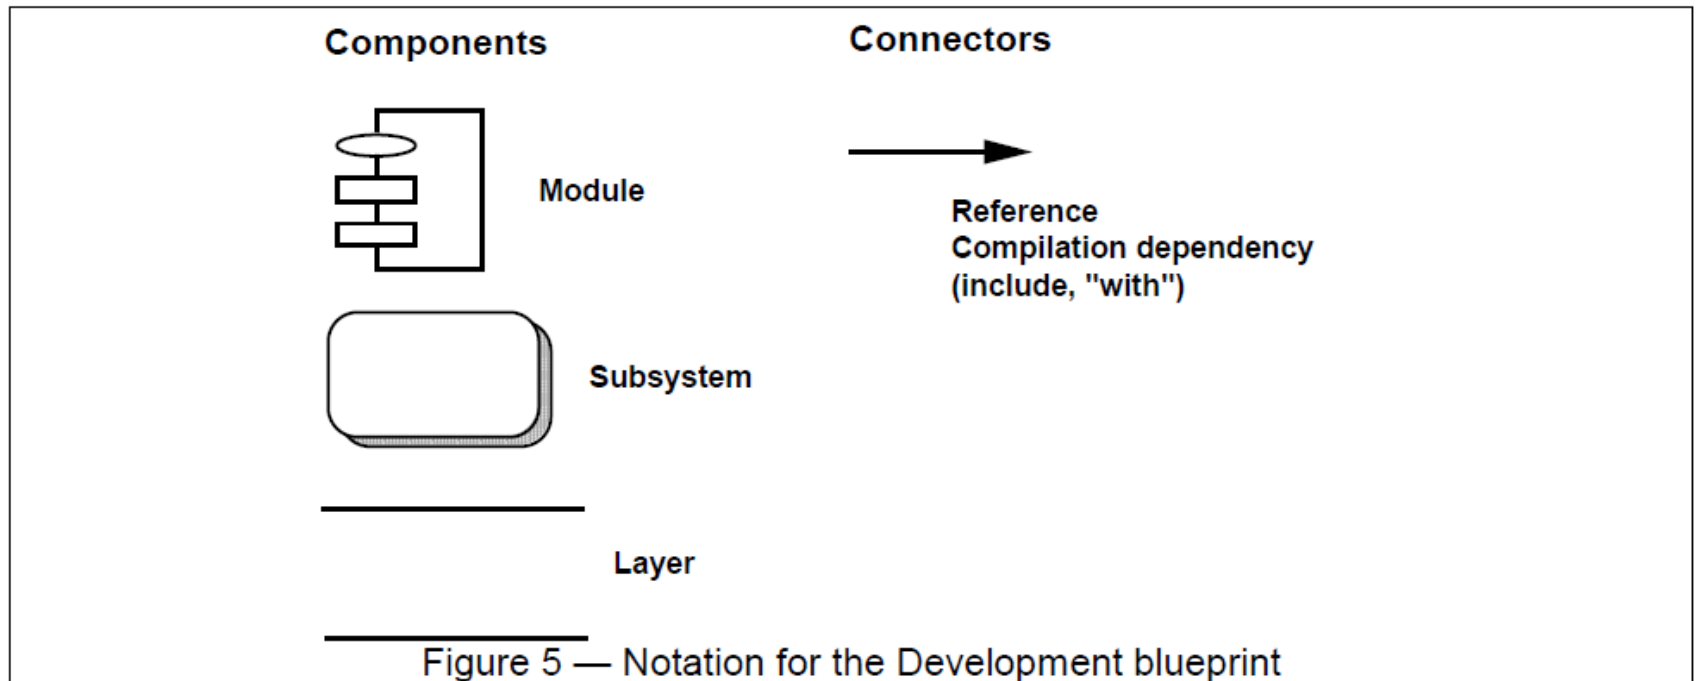 Components
Connectors
Module
Reference
Compilation dependency
(include, "with")
Subsystem
Layer
Figure 5 — Notation for the Development blueprint